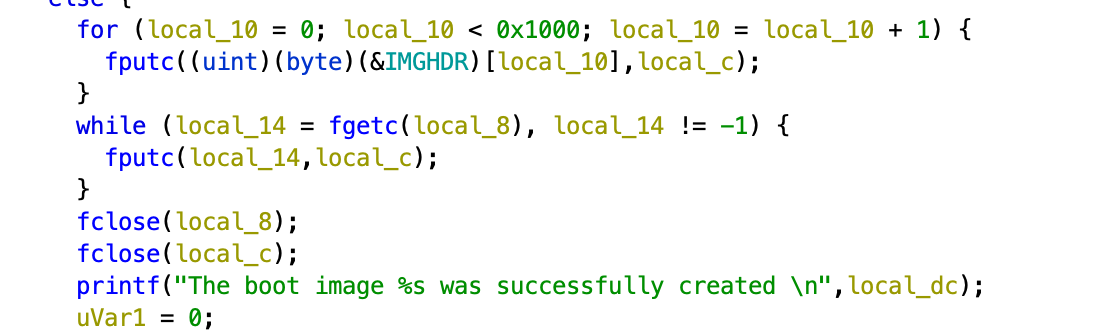 else {
for (local_10 = 0; local_10 < 0x1000; local_10 = local_10 + 1) {
fputc((uint)(byte)(&IMGHDR)[local_10],local_c);
}
while (local_14 = fgetc(local_8), local_14 != -1) {
fputc(local_14,local_c);
}
fclose(local_8);
fclose(local_c);
printf("The boot image %s was successfully created \n",local_dc);
uVar1 = 0;